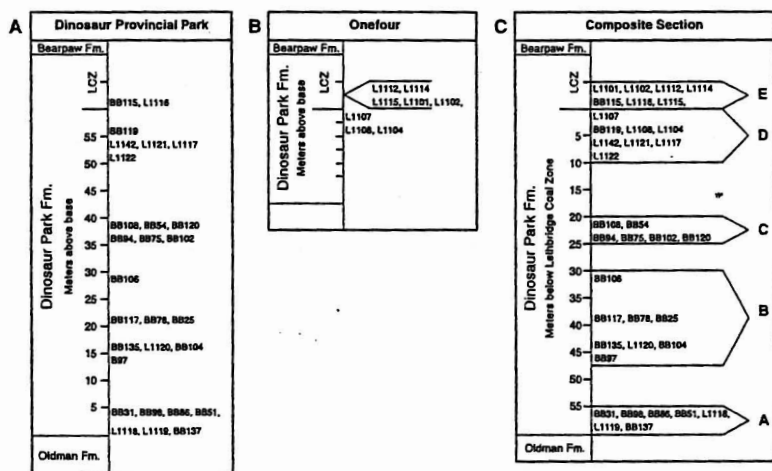 A
Dinosaur Provincial Park
Bearpaw Fm.
LCZ
BB115, L1116
BB119
55
L1142, L1121, L1117
50
L1122
45
40
BB108, BB54, BB120
BB94, BB75, BB102
35
30
BB106
25
BB117, BB78, BB25
20
BB135, L1120, BB104
15
B97
10
5
BB31, BB98, BB86, BB51,
L1118, L1119, BB137
Dinosaur Park Fm.
Meters above base
Oldman Fm.
B
Onefour
Bearpaw Fm.
LCZ
L1112, L1114
L1115, L1101, L1102,
L1107
L1108, L1104
Dinosaur Park Fm.
Meters above base
C
Composite Section
Bearpaw Fm.
LCZ
L1101, L1102, L1112, L1114
BB115, L1116, L1115,
E
L1107
BB119, L1108, L1104
5
D
L1142, L1121, L1117
L1122
10
15
20
BB108, BB54
C
BB94, BB75, BB102, BB120
25
30
BB106
35
BB117, BB78, BB25
B
40
BB135, L1120, BB104
45
BB97
50
55
BB31, BB98, BB86, BB51, L1118,
A
L1119, BB137
Dinosaur Park Fm.
Meters below Lethbridge Coal Zone
Oldman Fm.